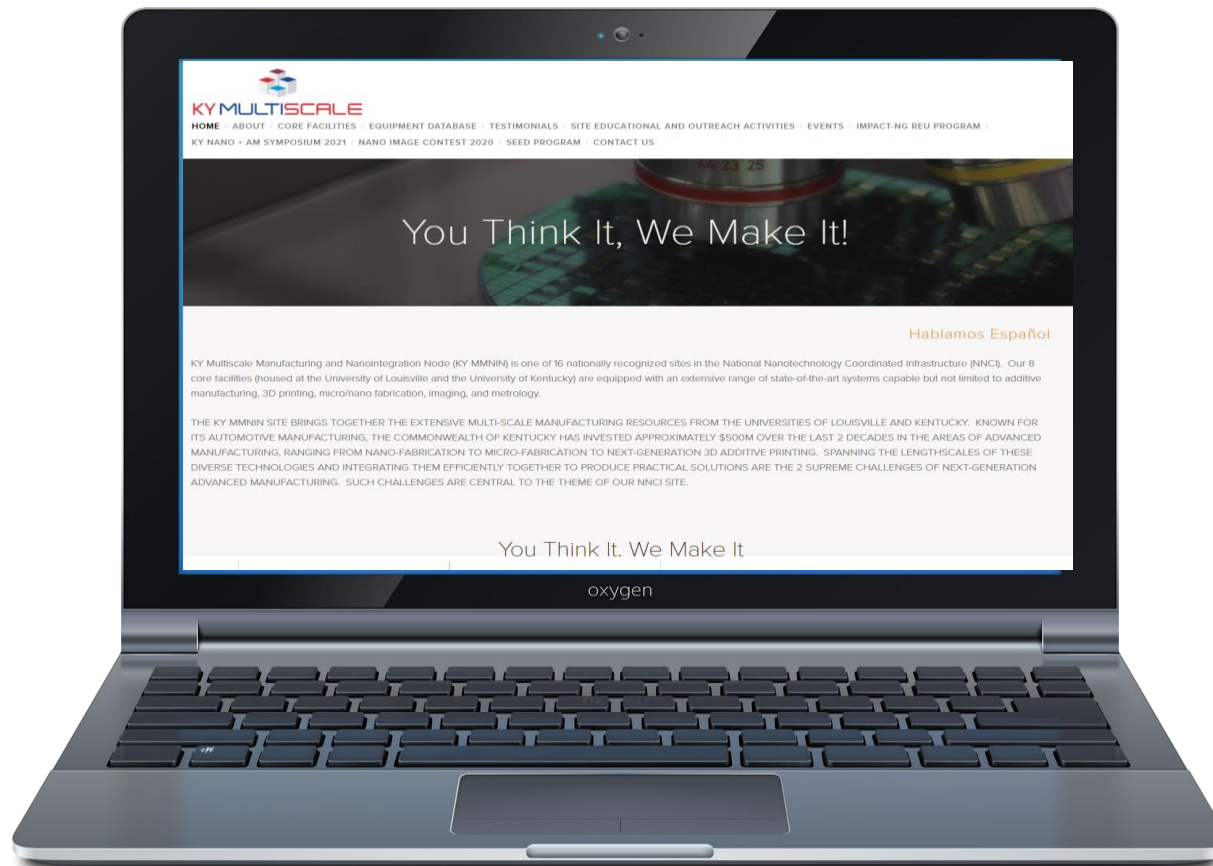 KY MULTISCALE
HOME / ABOUT / CORE FACILITIES / EQUIPMENT DATABASE / TESTIMONIALS / SITE EDUCATIONAL AND OUTREACH ACTIVITIES / EVENTS / IMPACT-NG REU PROGRAM /
KY NANO + AM SYMPOSIUM 2021 / NANO IMAGE CONTEST 2020 / SEED PROGRAM / CONTACT US
44 23 25
You Think It, We Make It!
Hablamos Español
KY Multiscale Manufacturing and Nanointegration Node (KY MMNIN) is one of 16 nationally recognized sites in the National Nanotechnology Coordinated Infrastructure (NNCI). Our 8
core facilities (housed at the University of Louisville and the University of Kentucky) are equipped with an extensive range of state-of-the-art systems capable but not limited to additive
manufacturing, 3D printing, micro/nano fabrication, imaging, and metrology.
THE KY MMNIN SITE BRINGS TOGETHER THE EXTENSIVE MULTI-SCALE MANUFACTURING RESOURCES FROM THE UNIVERSITIES OF LOUISVILLE AND KENTUCKY. KNOWN FOR
ITS AUTOMOTIVE MANUFACTURING, THE COMMONWEALTH OF KENTUCKY HAS INVESTED APPROXIMATELY $500M OVER THE LAST 2 DECADES IN THE AREAS OF ADVANCED
MANUFACTURING, RANGING FROM NANO-FABRICATION TO MICRO-FABRICATION TO NEXT-GENERATION 3D ADDITIVE PRINTING. SPANNING THE LENGTHSCALES OF THESE
DIVERSE TECHNOLOGIES AND INTEGRATING THEM EFFICIENTLY TOGETHER TO PRODUCE PRACTICAL SOLUTIONS ARE THE 2 SUPREME CHALLENGES OF NEXT-GENERATION
ADVANCED MANUFACTURING. SUCH CHALLENGES ARE CENTRAL TO THE THEME OF OUR NNCI SITE.
You Think It. We Make It
oxygen